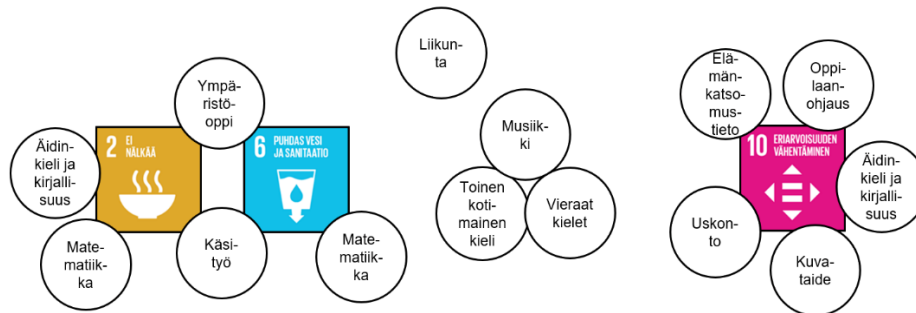 Ympä-
ristö-
oppi
Äidin-
kieli ja
kirjalli-
suus
2 EI
NÄLKÄÄ
6 PUHDAS VESI
JA SANITAATIO
Mate-
matiik-
ka
Käsi-
työ
Mate-
matiik-
ka
Liikun-
ta
Musiik-
ki
Toinen
koti-
mainen
kieli
Vieraat
kielet
Elä-
män-
katso-
mus-
tieto
Oppi-
laan-
ohjaus
10 ERIARVOISUUDEN
VÄHENTÄMINEN
Äidin-
kieli ja
kirjalli-
suus
Uskon-
to
Kuva-
taide